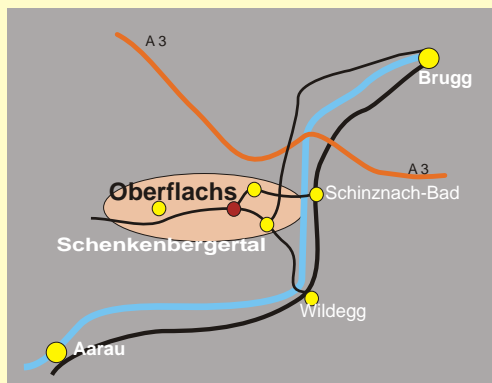 A 3
Brugg
A 3
Oberflachs
Schinznach-Bad
Schenkenbergertal
Wildegg
Aarau